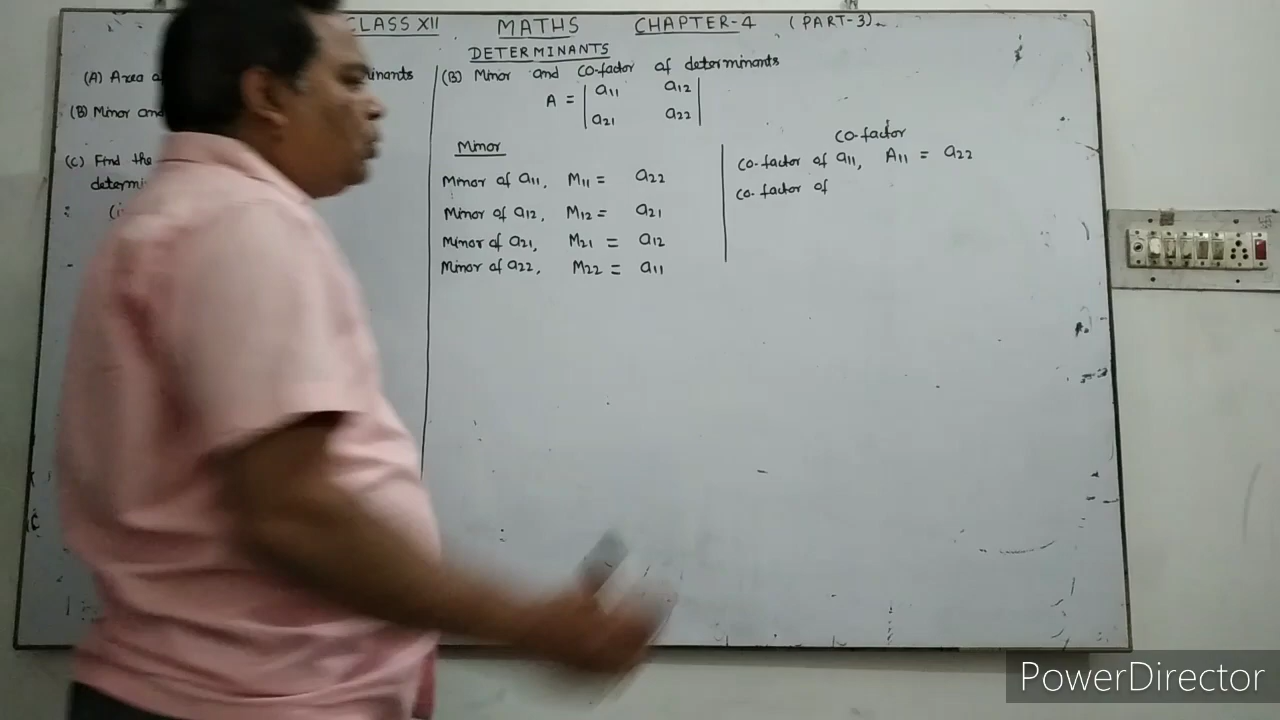 CLASS XII MATHS CHAPTER-4 (PART-3)
DETERMINANTS
(A) Area
(B) Minor and
(C) Find the
(B) Minor and co-factor of determinants
A = | a11 a12 |
| a21 a22 |
Minor
Minor of a11, M11 = a22
Minor of a12, M12 = a21
Minor of a21, M21 = a12
Minor of a22, M22 = a11
co-factor
co-factor of a11, A11 = a22
co-factor of
PowerDirector